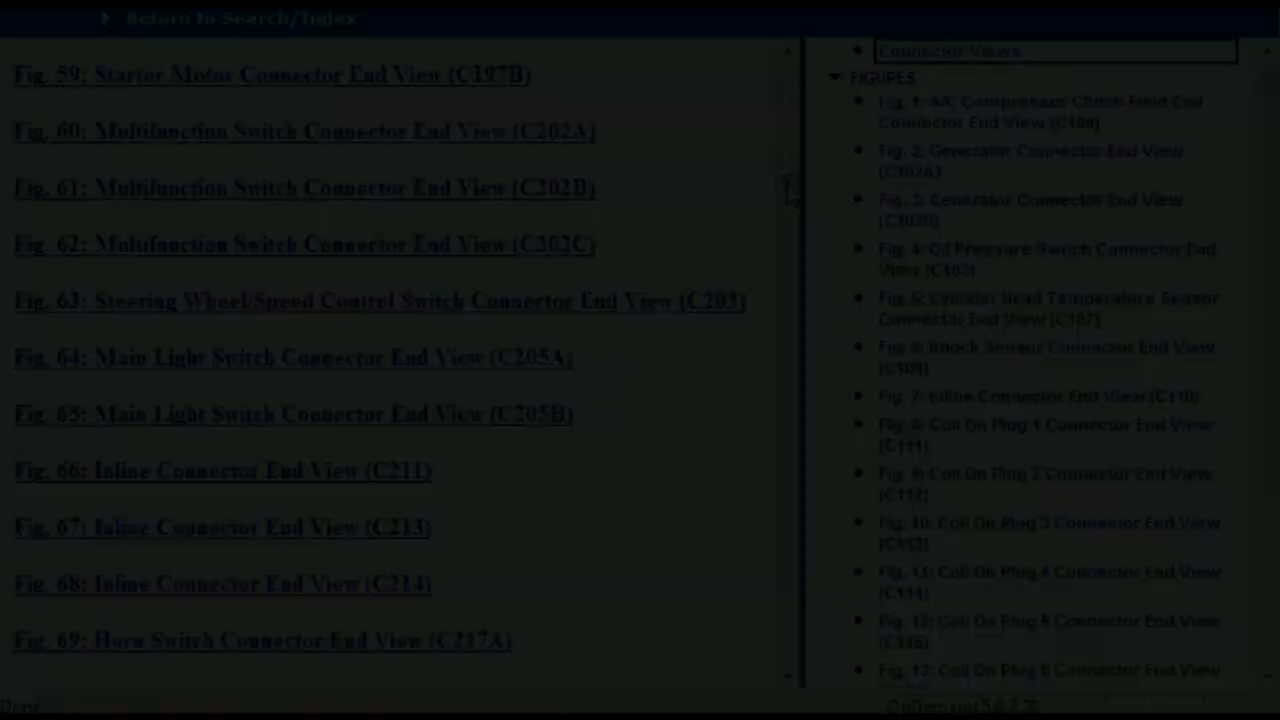 Return to Search/Index
Fig. 59: Starter Motor Connector End View (C197B)
Fig. 60: Multifunction Switch Connector End View (C202A)
Fig. 61: Multifunction Switch Connector End View (C202B)
Fig. 62: Multifunction Switch Connector End View (C202C)
Fig. 63: Steering Wheel/Speed Control Switch Connector End View (C203)
Fig. 64: Main Light Switch Connector End View (C205A)
Fig. 65: Main Light Switch Connector End View (C205B)
Fig. 66: Inline Connector End View (C211)
Fig. 67: Inline Connector End View (C213)
Fig. 68: Inline Connector End View (C214)
Fig. 69: Horn Switch Connector End View (C217A)
Connector Views
FIGURES
Fig. 1: A/C Compressor Clutch Field Coil
Connector End View (C100)
Fig. 2: Generator Connector End View
(C102A)
Fig. 3: Generator Connector End View
(C102B)
Fig. 4: Oil Pressure Switch Connector End
View (C103)
Fig. 5: Cylinder Head Temperature Sensor
Connector End View (C107)
Fig. 6: Knock Sensor Connector End View
(C109)
Fig. 7: Inline Connector End View (C110)
Fig. 8: Coil On Plug 1 Connector End View
(C111)
Fig. 9: Coil On Plug 2 Connector End View
(C112)
Fig. 10: Coil On Plug 3 Connector End View
(C113)
Fig. 11: Coil On Plug 4 Connector End View
(C114)
Fig. 12: Coil On Plug 5 Connector End View
(C115)
Fig. 13: Coil On Plug 6 Connector End View
Done